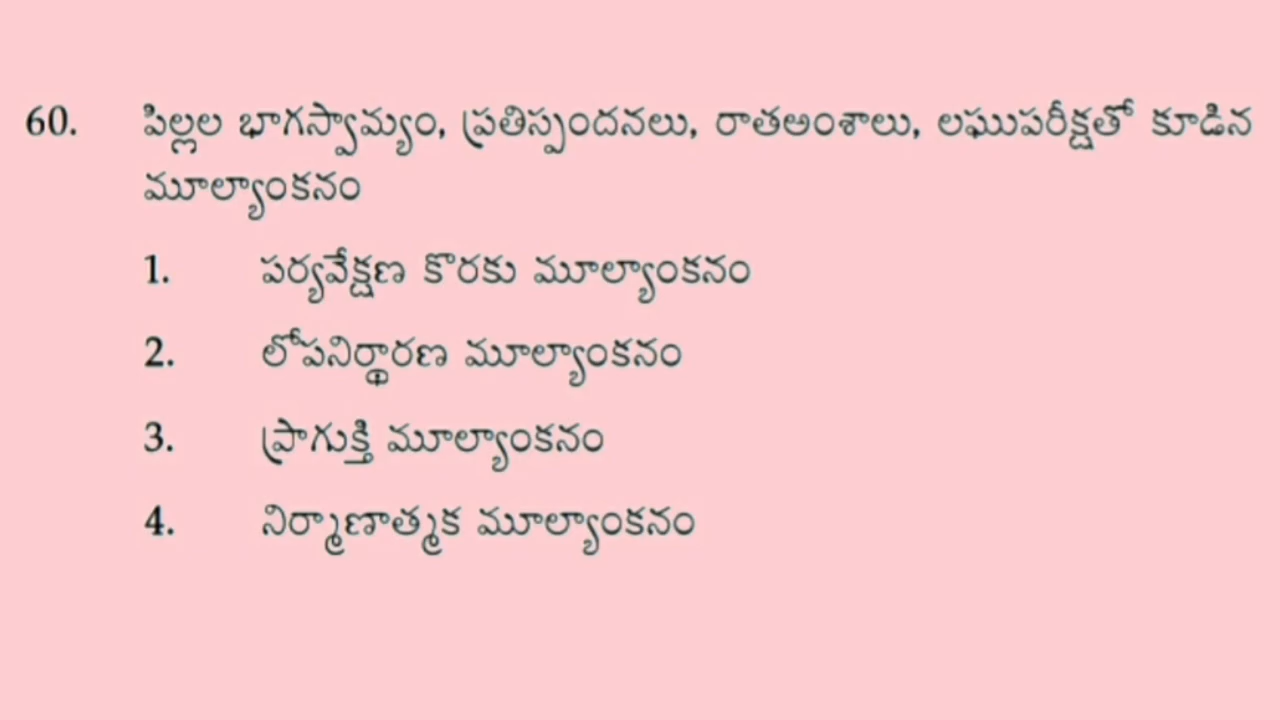 60. పిల్లల భాగస్వామ్యం, ప్రతిస్పందనలు, రాతఅంశాలు, లఘుపరీక్షతో కూడిన
మూల్యాంకనం
1. పర్యవేక్షణ కొరకు మూల్యాంకనం
2. లోపనిర్థారణ మూల్యాంకనం
3. ప్రాగుక్తి మూల్యాంకనం
4. నిర్మాణాత్మక మూల్యాంకనం